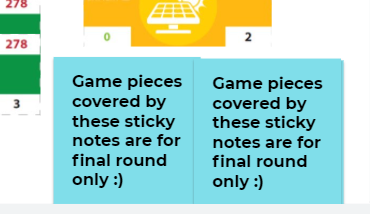 278
278
3
0
2
Game pieces
covered by
these sticky
notes are for
final round
only :)
Game pieces
covered by
these sticky
notes are for
final round
only :)